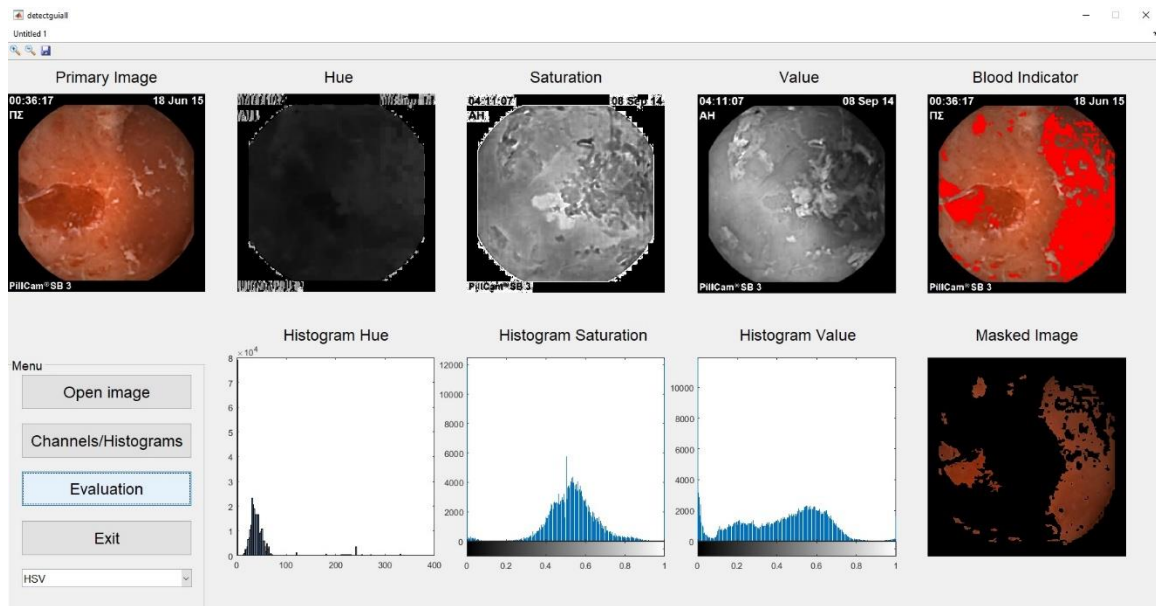 detectguiall
Untitled 1
Primary Image
Hue
Saturation
Value
Blood Indicator
00:36:17 18 Jun 15
ΠΣ
PillCam®SB 3
04:11:07 08 Sep 14
AH
PillCam®SB 3
04:11:07 08 Sep 14
AH
PillCam®SB 3
00:36:17 18 Jun 15
ΠΣ
PillCam®SB 3
Menu
Open image
Channels/Histograms
Evaluation
Exit
HSV
Histogram Hue
× 10^4
8
7
6
5
4
3
2
1
0
0 100 200 300 400
Histogram Saturation
12000
10000
8000
6000
4000
2000
0
0 0.2 0.4 0.6 0.8 1
Histogram Value
10000
8000
6000
4000
2000
0
0 0.2 0.4 0.6 0.8 1
Masked Image